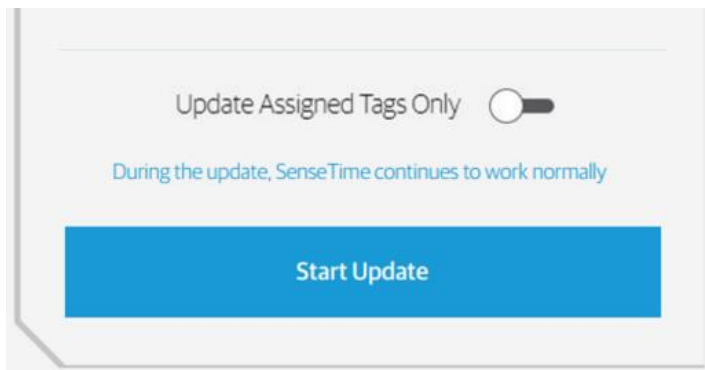 Update Assigned Tags Only
During the update, SenseTime continues to work normally
Start Update